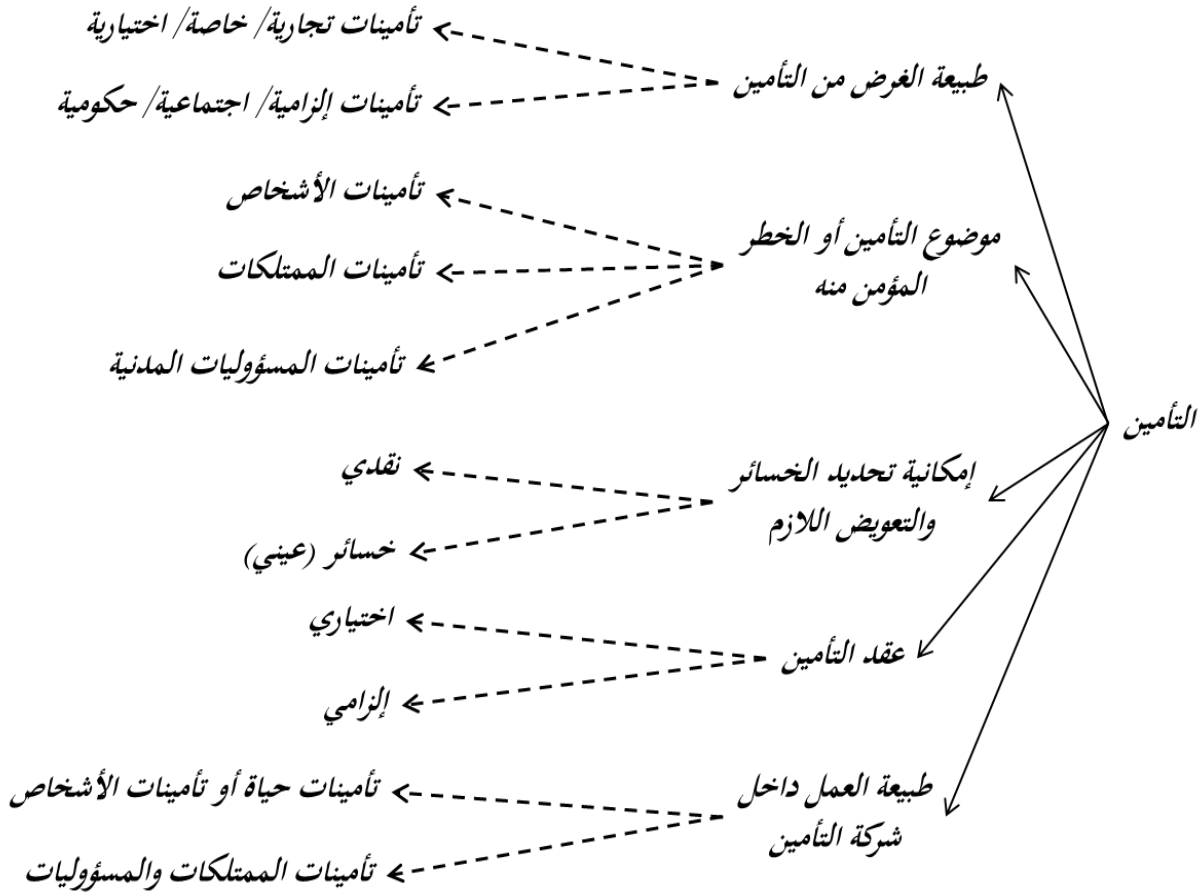 التأمين
طبيعة الغرض من التأمين
تأمينات تجارية/ خاصة/ اختيارية
تأمينات إلزامية/ اجتماعية/ حكومية
موضوع التأمين أو الخطر
المؤمن منه
تأمينات الأشخاص
تأمينات الممتلكات
تأمينات المسؤوليات المدنية
إمكانية تحديد الخسائر
والتعويض اللازم
نقدي
خسائر (عيني)
عقد التأمين
اختياري
إلزامي
طبيعة العمل داخل
شركة التأمين
تأمينات حياة أو تأمينات الأشخاص
تأمينات الممتلكات والمسؤوليات